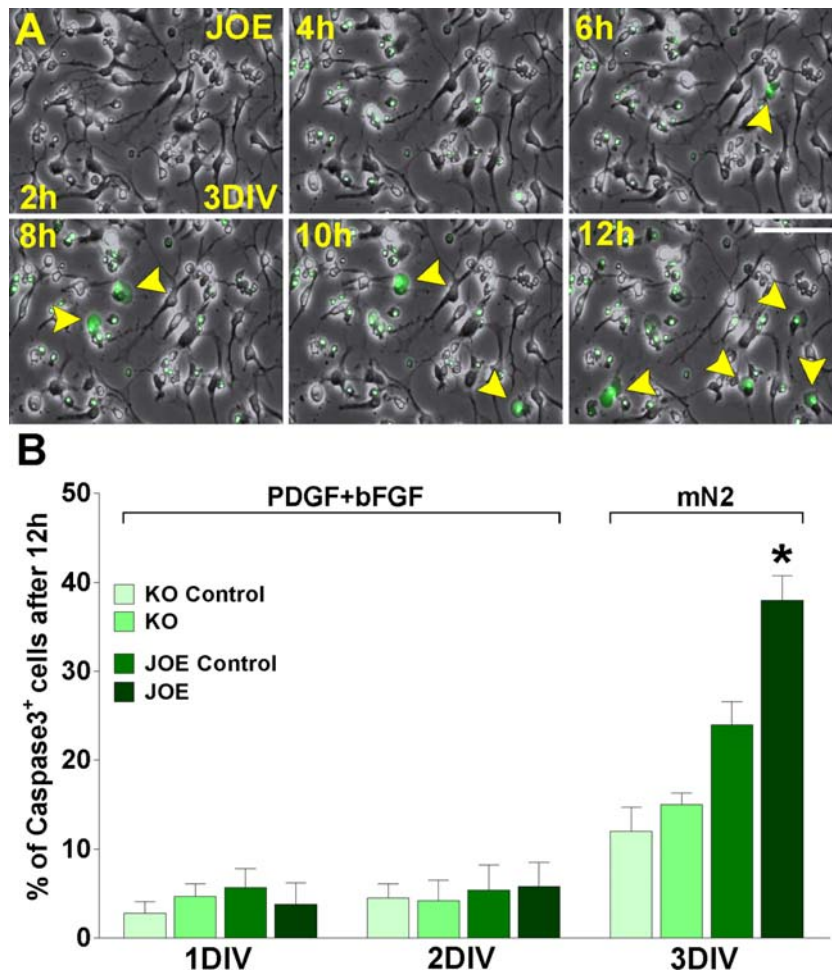 A
JOE
4h
6h
2h
3DIV
8h
10h
12h
B
PDGF+bFGF
mN2
50
40
30
20
10
0
% of Caspase3⁺ cells after 12h
KO Control
KO
JOE Control
JOE
*
1DIV
2DIV
3DIV